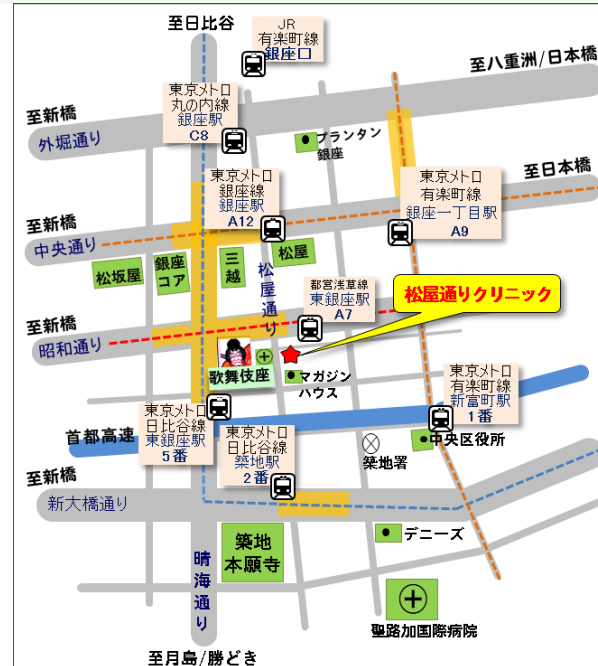 至日比谷
JR
有楽町線
銀座口
至八重洲/日本橋
東京メトロ
丸の内線
銀座駅
C8
至新橋
外堀通り
プランタン
銀座
東京メトロ
銀座線
銀座駅
A12
東京メトロ
有楽町線
銀座一丁目駅
A9
至日本橋
至新橋
中央通り
松坂屋
銀座
コア
三越
松屋通り
松屋
都営浅草線
東銀座駅
A7
松屋通りクリニック
至新橋
昭和通り
歌舞伎座
マガジン
ハウス
東京メトロ
有楽町線
新富町駅
1番
東京メトロ
日比谷線
東銀座駅
5番
首都高速
東京メトロ
日比谷線
築地駅
2番
築地署
中央区役所
至新橋
新大橋通り
築地
本願寺
デニーズ
晴海通り
聖路加国際病院
至月島/勝どき